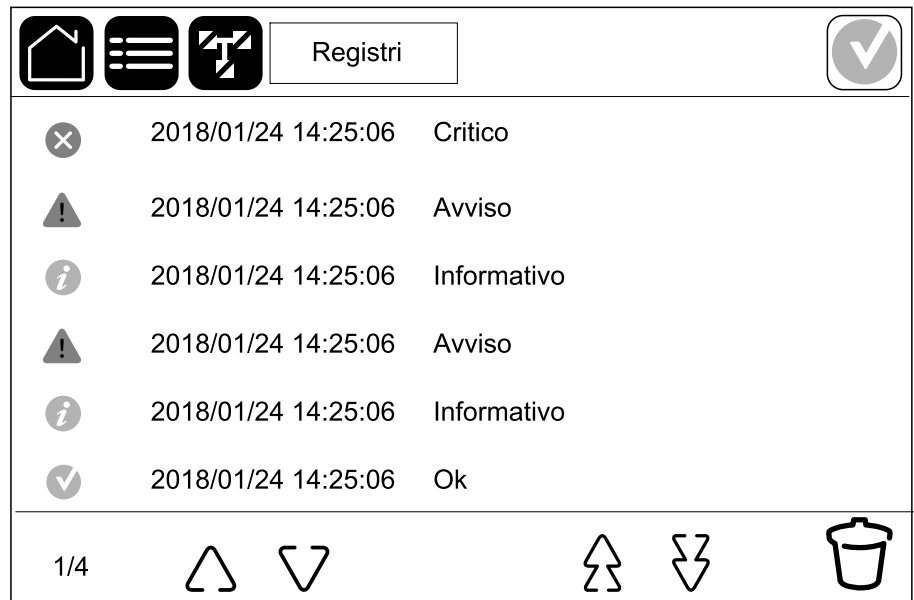 Registri
2018/01/24 14:25:06 Critico
2018/01/24 14:25:06 Avviso
2018/01/24 14:25:06 Informativo
2018/01/24 14:25:06 Avviso
2018/01/24 14:25:06 Informativo
2018/01/24 14:25:06 Ok
1/4